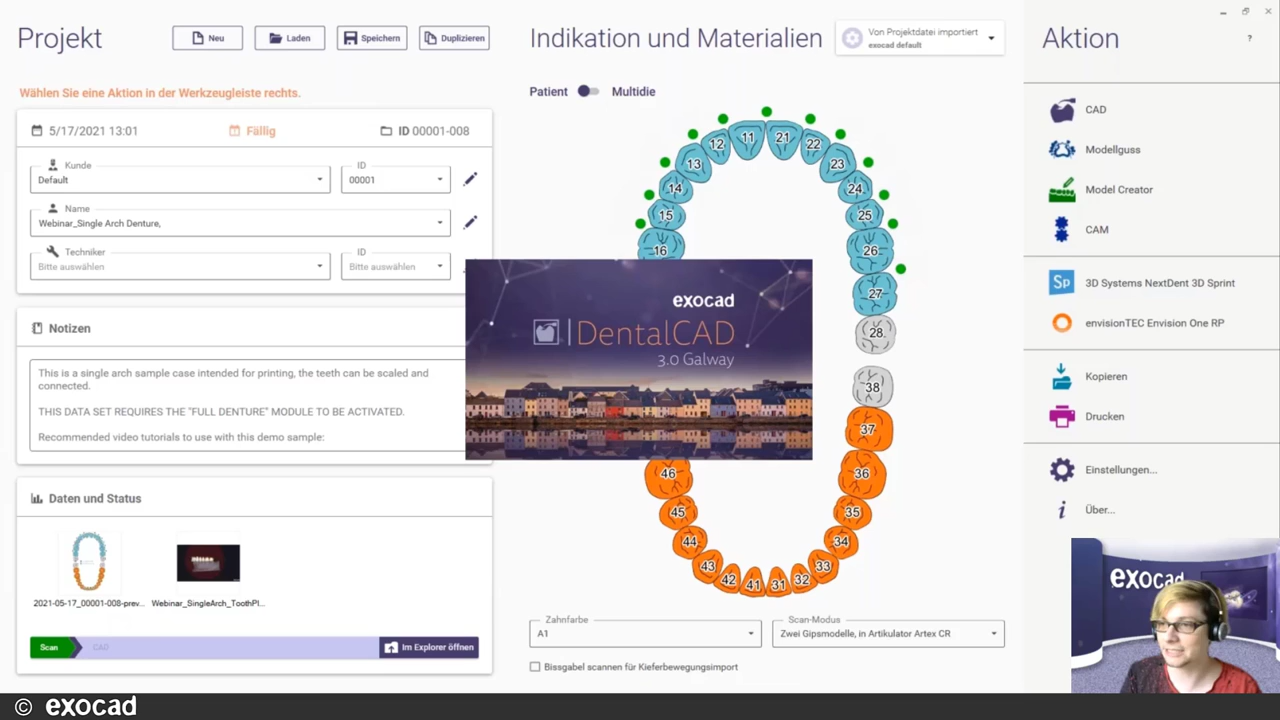 Projekt
Neu
Laden
Speichern
Duplizieren
Wählen Sie eine Aktion in der Werkzeugleiste rechts.
5/17/2021 13:01
Fällig
ID 00001-008
Kunde
Default
ID
00001
Name
Webinar_Single Arch Denture,
Techniker
Bitte auswählen
ID
Bitte auswählen
Notizen
This is a single arch sample case intended for printing, the teeth can be scaled and
connected.
THIS DATA SET REQUIRES THE "FULL DENTURE" MODULE TO BE ACTIVATED.
Recommended video tutorials to use with this demo sample:
Daten und Status
2021-05-17_00001-008-prev...
Webinar_SingleArch_ToothPl...
Scan
CAD
Im Explorer öffnen
Indikation und Materialien
Von Projektdatei importiert
exocad default
Patient
Multidie
11
21
12
22
13
23
14
24
15
25
16
26
27
28
38
37
46
36
45
35
44
34
43
33
42
41
31
32
exocad
DentalCAD
3.0 Galway
Zahnfarbe
A1
Scan-Modus
Zwei Gipsmodelle, in Artikulator Artex CR
Bissgabel scannen für Kieferbewegungsimport
Aktion
?
CAD
Modellguss
Model Creator
CAM
Sp
3D Systems NextDent 3D Sprint
envisionTEC Envision One RP
Kopieren
Drucken
Einstellungen...
i
Über...
exocad
© exocad